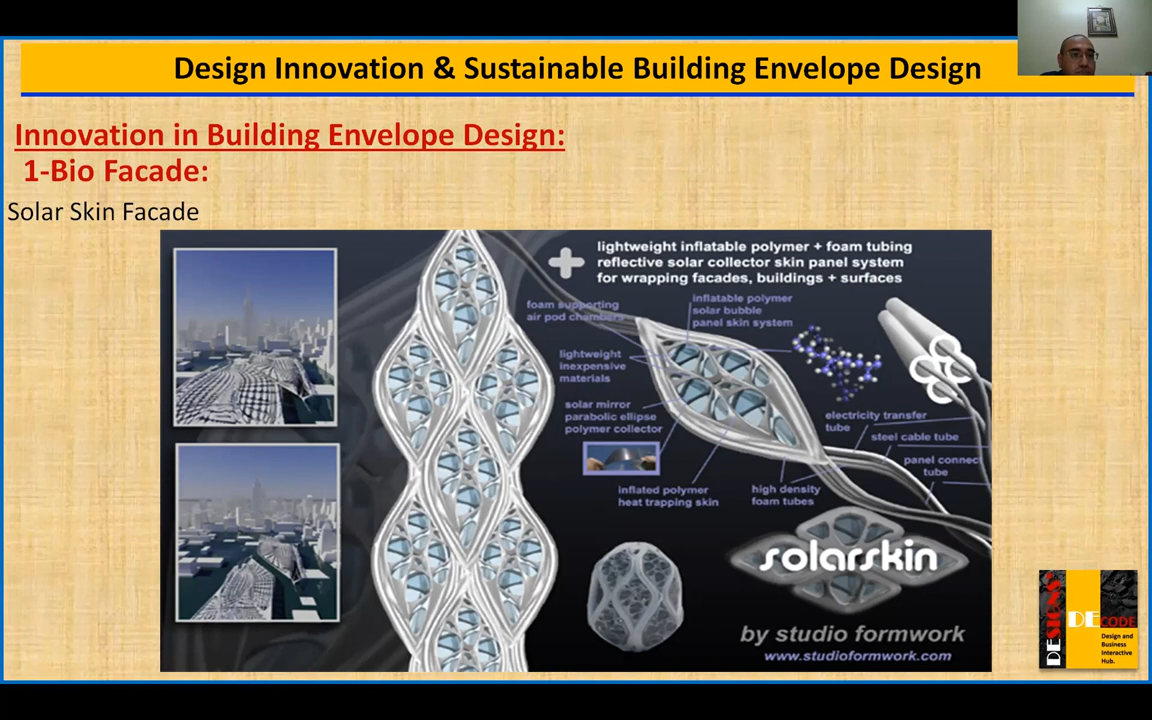 Design Innovation & Sustainable Building Envelope Design
Innovation in Building Envelope Design:
1-Bio Facade:
Solar Skin Facade
lightweight inflatable polymer + foam tubing
reflective solar collector skin panel system
for wrapping facades, buildings + surfaces
foam supporting
air pod chambers
inflatable polymer
solar bubble
panel skin system
lightweight
inexpensive
materials
solar mirror
parabolic ellipse
polymer collector
electricity transfer
tube
steel cable tube
panel connect
tube
inflated polymer
heat trapping skin
high density
foam tubes
solarskin
by studio formwork
www.studioformwork.com
DESIGNS
DECODE
Design and
Business
Interactive
Hub.